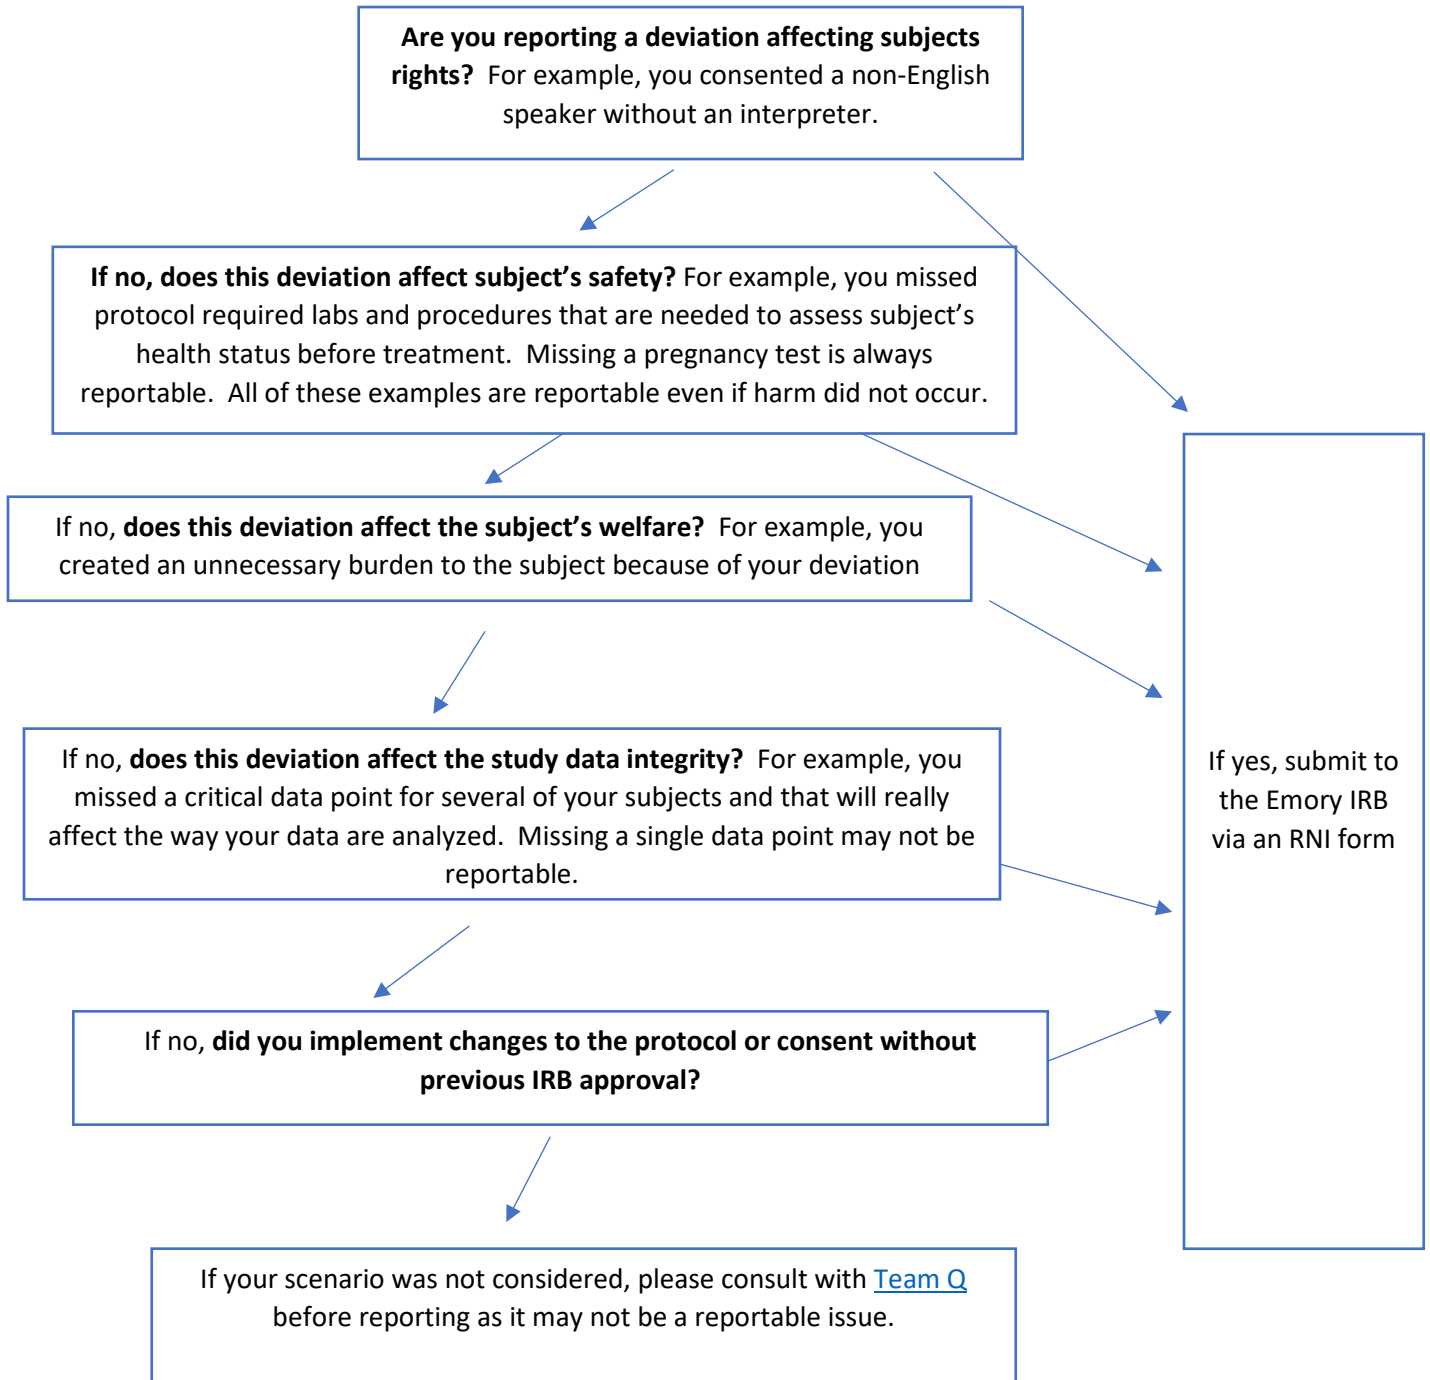 Are you reporting a deviation affecting subjects
rights? For example, you consented a non-English
speaker without an interpreter.
If no, does this deviation affect subject’s safety? For example, you missed
protocol required labs and procedures that are needed to assess subject’s
health status before treatment. Missing a pregnancy test is always
reportable. All of these examples are reportable even if harm did not occur.
If no, does this deviation affect the subject’s welfare? For example, you
created an unnecessary burden to the subject because of your deviation
If no, does this deviation affect the study data integrity? For example, you
missed a critical data point for several of your subjects and that will really
affect the way your data are analyzed. Missing a single data point may not be
reportable.
If no, did you implement changes to the protocol or consent without
previous IRB approval?
If your scenario was not considered, please consult with Team Q
before reporting as it may not be a reportable issue.
If yes, submit to
the Emory IRB
via an RNI form